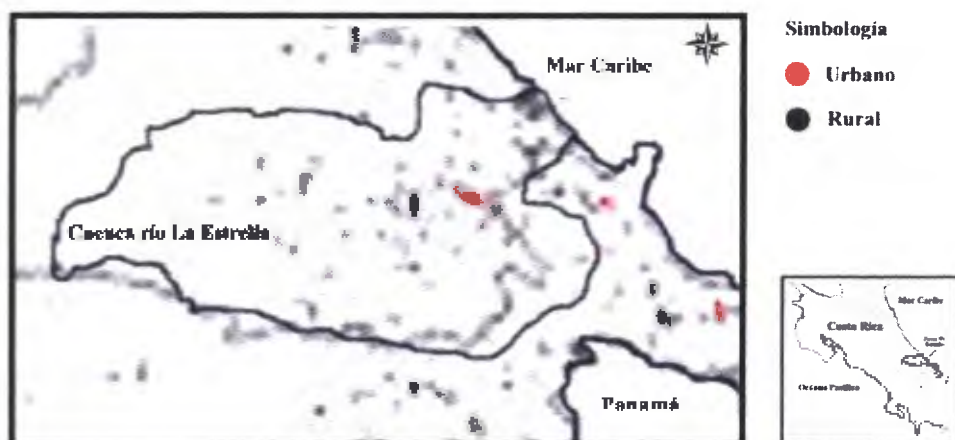 Mar Caribe
Cuenca río La Estrella
Panamá
Simbología
Urbano
Rural
Mar Caribe
Costa Rica
Océano Pacífico